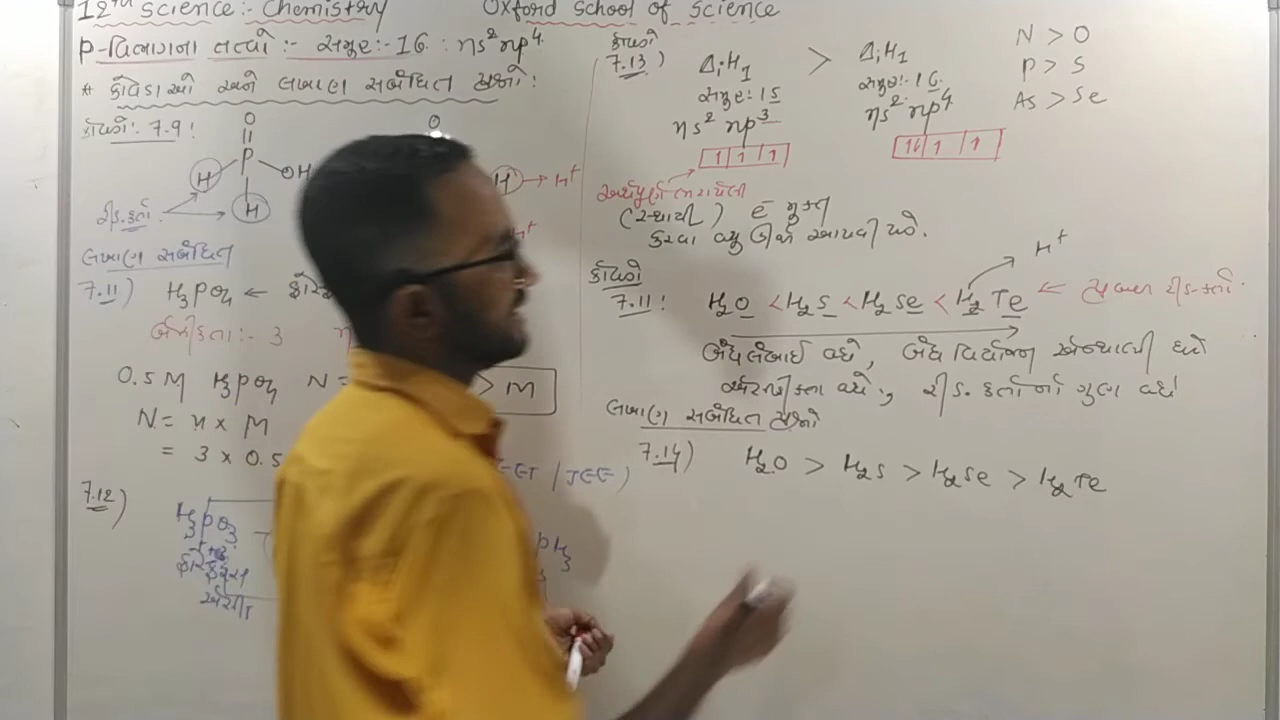 12th Science:- Chemistry Oxford School of Science
p-વિભાગના તત્વો :- સમૂહ:- 16 : ns² np⁴
* કોયડાઓ અને લખાણ સંબંધિત પ્રશ્નો:
કોયડો: 7.9:
O
P
H OH
H
O
H → H⁺
H⁺
રીડ.કર્તા
લખાણ સંબંધિત
7.11) H₃PO₄ ←
બેઝીકતા:- 3
0.5 M H₃PO₄ N =
> M
N = n × M
= 3 × 0.5
/ JEE)
7.12)
H₃PO₃
એસીડ
PH₃
કોયડો
7.13) ΔᵢH₁ > ΔᵢH₁
સમૂહ: 15 સમૂહ:- 16
ns² np³ ns² np⁴
1 1 1 1l 1 1
N > O
P > S
As > Se
અર્ધપૂર્ણ ભરાયેલી
(સ્થાયી) e⁻ મુક્ત
કરવા વધુ ઊર્જા આપવી પડે.
કોયડો
7.11: H₂O < H₂S < H₂Se < H₂Te ← પ્રબળ રીડ.કર્તા
H⁺
બંધલંબાઈ વધે, બંધ વિયોજન એન્થાલ્પી ઘટે
એસિડીકતા વધે, રીડ.કર્તાનો ગુણ વધે
લખાણ સંબંધિત પ્રશ્નો
7.14) H₂O > H₂S > H₂Se > H₂Te